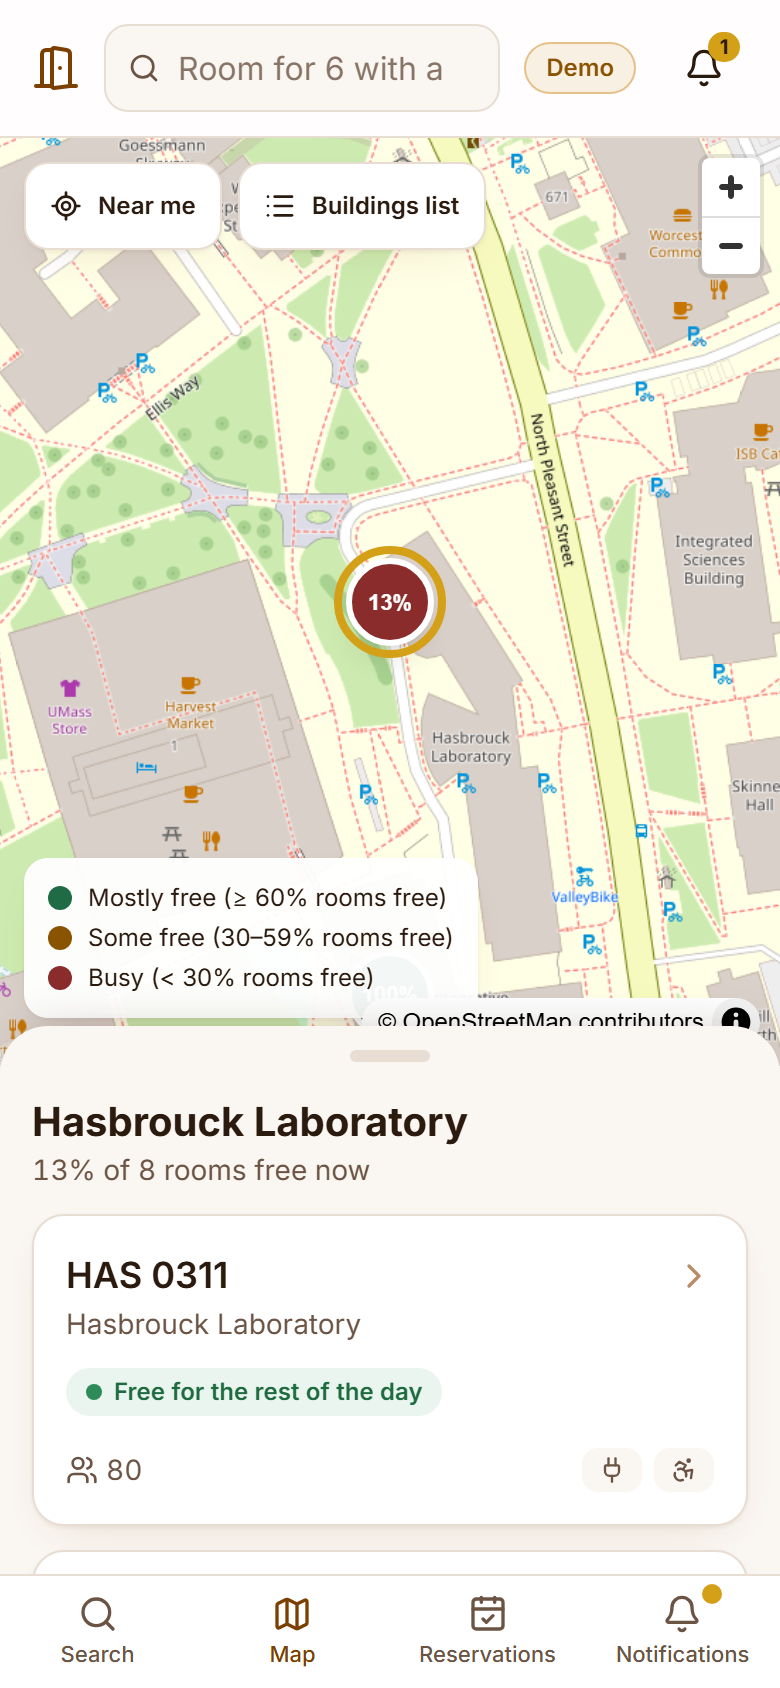 Room for 6 with a
Demo
1
Goessmann
Near me
Buildings list
671
Worcest
Commo
Ellis Way
North Pleasant Street
ISB Ca
Integrated
Sciences
Building
13%
UMass
Store
Harvest
Market
1
Hasbrouck
Laboratory
Skinne
Hall
ValleyBike
Mostly free (≥ 60% rooms free)
Some free (30–59% rooms free)
Busy (< 30% rooms free)
100%
© OpenStreetMap contributors
Hasbrouck Laboratory
13% of 8 rooms free now
HAS 0311
Hasbrouck Laboratory
Free for the rest of the day
80
Search
Map
Reservations
Notifications